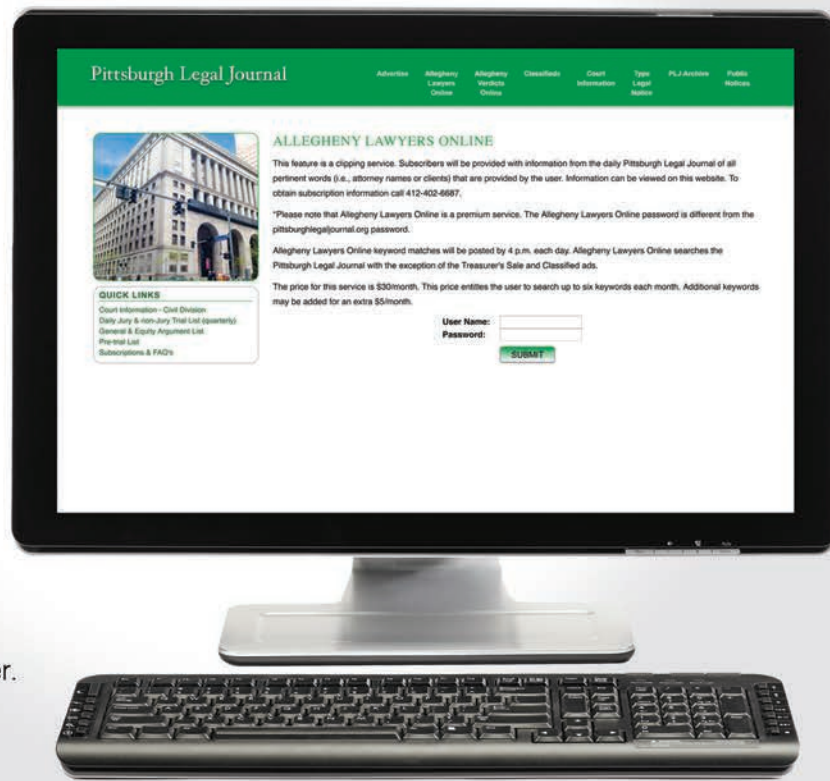 Pittsburgh Legal Journal
Advertise
Allegheny
Lawyers
Online
Allegheny
Verdicts
Online
Classifieds
Court
Information
Type
Legal
Notice
PLJ Archive
Public
Notices
ALLEGHENY LAWYERS ONLINE
This feature is a clipping service. Subscribers will be provided with information from the daily Pittsburgh Legal Journal of all
pertinent words (i.e., attorney names or clients) that are provided by the user. Information can be viewed on this website. To
obtain subscription information call 412-402-6687.
*Please note that Allegheny Lawyers Online is a premium service. The Allegheny Lawyers Online password is different from the
pittsburghlegaljournal.org password.
Allegheny Lawyers Online keyword matches will be posted by 4 p.m. each day. Allegheny Lawyers Online searches the
Pittsburgh Legal Journal with the exception of the Treasurer's Sale and Classified ads.
The price for this service is $30/month. This price entitles the user to search up to six keywords each month. Additional keywords
may be added for an extra $5/month.
User Name:
Password:
SUBMIT
QUICK LINKS
Court Information - Civil Division
Daily Jury & non-Jury Trial List (quarterly)
General & Equity Argument List
Pre-trial List
Subscriptions & FAQ's
er.